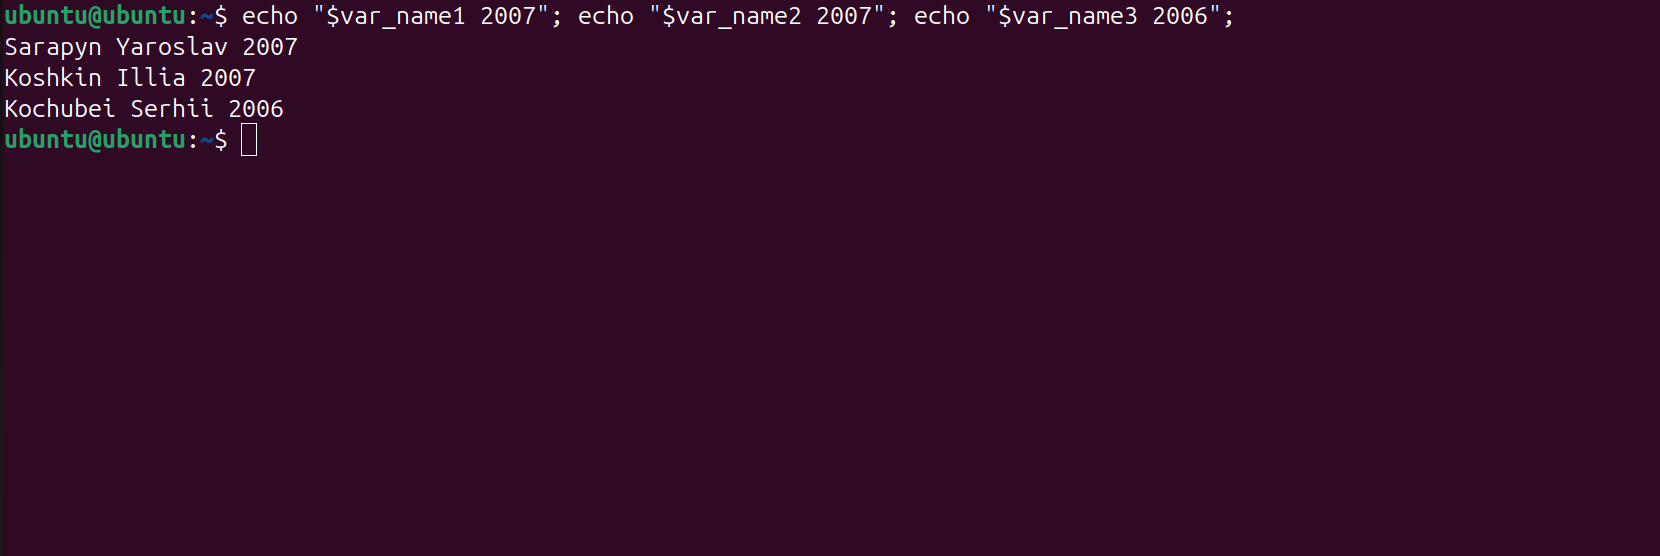 ubuntu@ubuntu:~$ echo "$var_name1 2007"; echo "$var_name2 2007"; echo "$var_name3 2006";
Sarapyn Yaroslav 2007
Koshkin Illia 2007
Kochubei Serhii 2006
ubuntu@ubuntu:~$